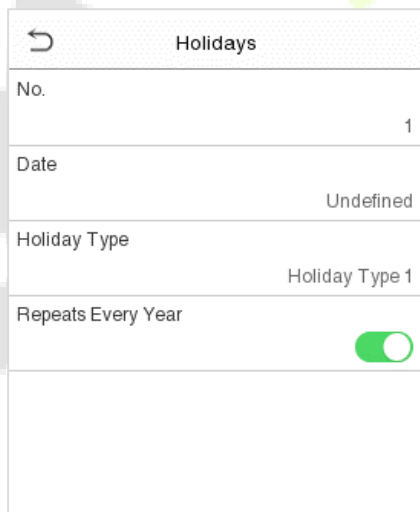 Holidays
No.
1
Date
Undefined
Holiday Type
Holiday Type 1
Repeats Every Year